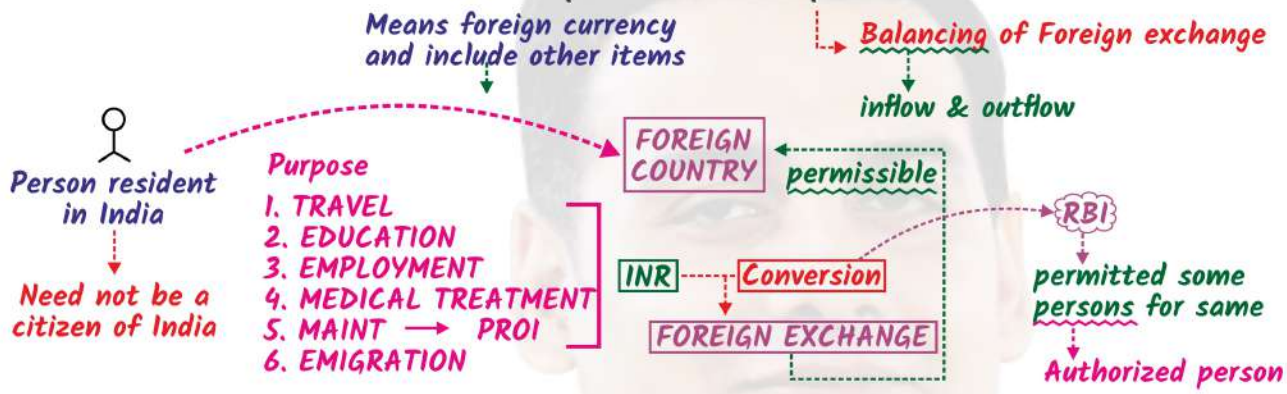 Means foreign currency
and include other items
Balancing of Foreign exchange
inflow & outflow
Person resident
in India
Need not be a
citizen of India
Purpose
1. TRAVEL
2. EDUCATION
3. EMPLOYMENT
4. MEDICAL TREATMENT
5. MAINT → PROI
6. EMIGRATION
FOREIGN
COUNTRY
permissible
INR
Conversion
FOREIGN EXCHANGE
RBI
permitted some
persons for same
Authorized person